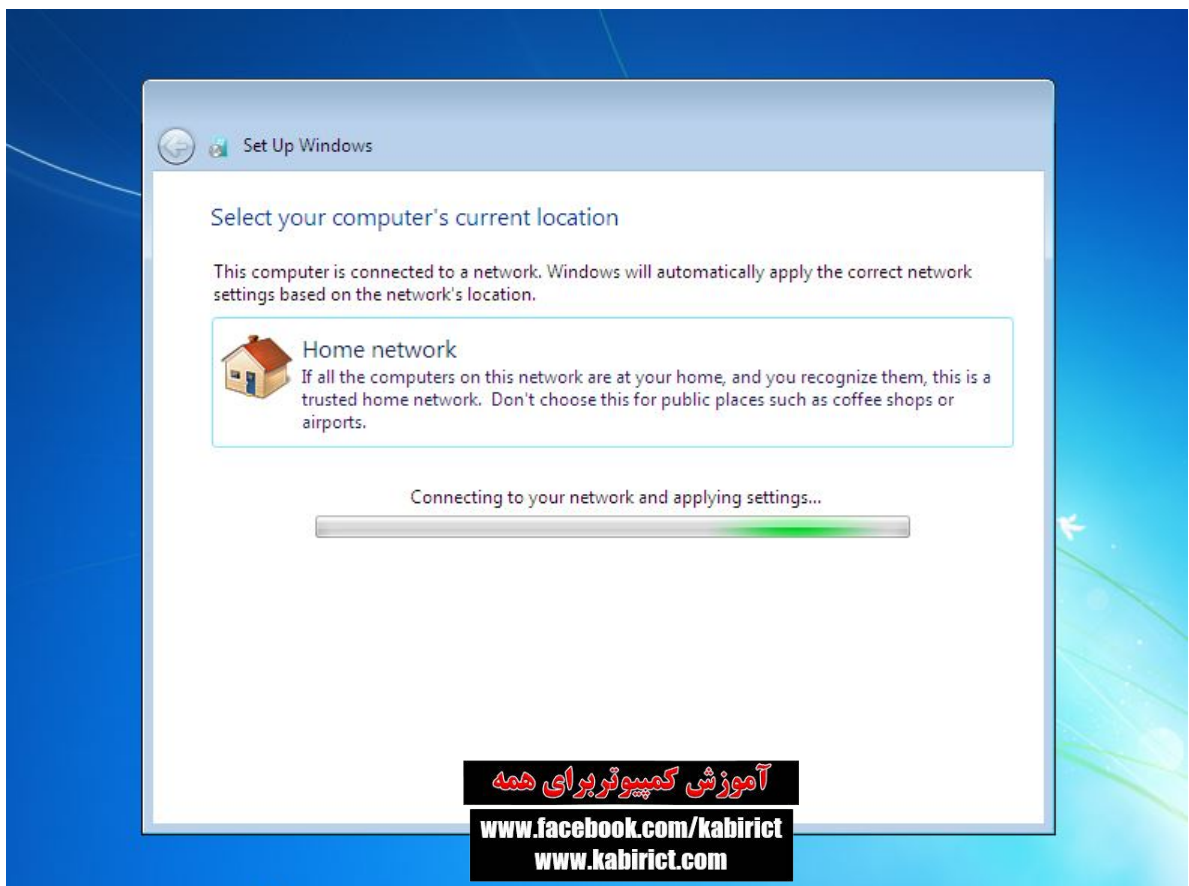 Set Up Windows
Select your computer's current location
This computer is connected to a network. Windows will automatically apply the correct network
settings based on the network's location.
Home network
If all the computers on this network are at your home, and you recognize them, this is a
trusted home network. Don't choose this for public places such as coffee shops or
airports.
Connecting to your network and applying settings...
آموزش کمپیوتربرای همه
www.facebook.com/kabirict
www.kabirict.com